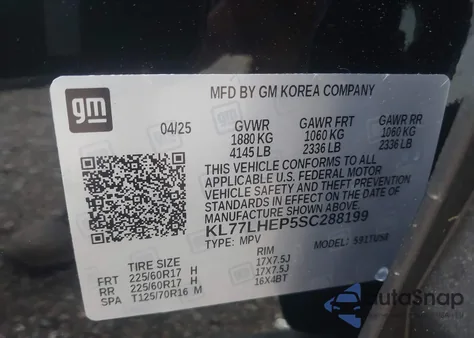 gm
MFD BY GM KOREA COMPANY
04/25 GVWR GAWR FRT GAWR RR
1880 KG 1060 KG 1060 KG
4145 LB 2336 LB 2336 LB
THIS VEHICLE CONFORMS TO ALL
APPLICABLE U.S. FEDERAL MOTOR
VEHICLE SAFETY AND THEFT PREVENTION
STANDARDS IN EFFECT ON THE DATE OF
MANUFACTURE SHOWN ABOVE.
KL77LHEP5SC288199
TYPE: MPV MODEL: 591TU50
TIRE SIZE RIM
FRT 225/60R17 H 17X7.5J
RR 225/60R17 H 17X7.5J
SPA T125/70R16 M 16X4BT
AutoSnap